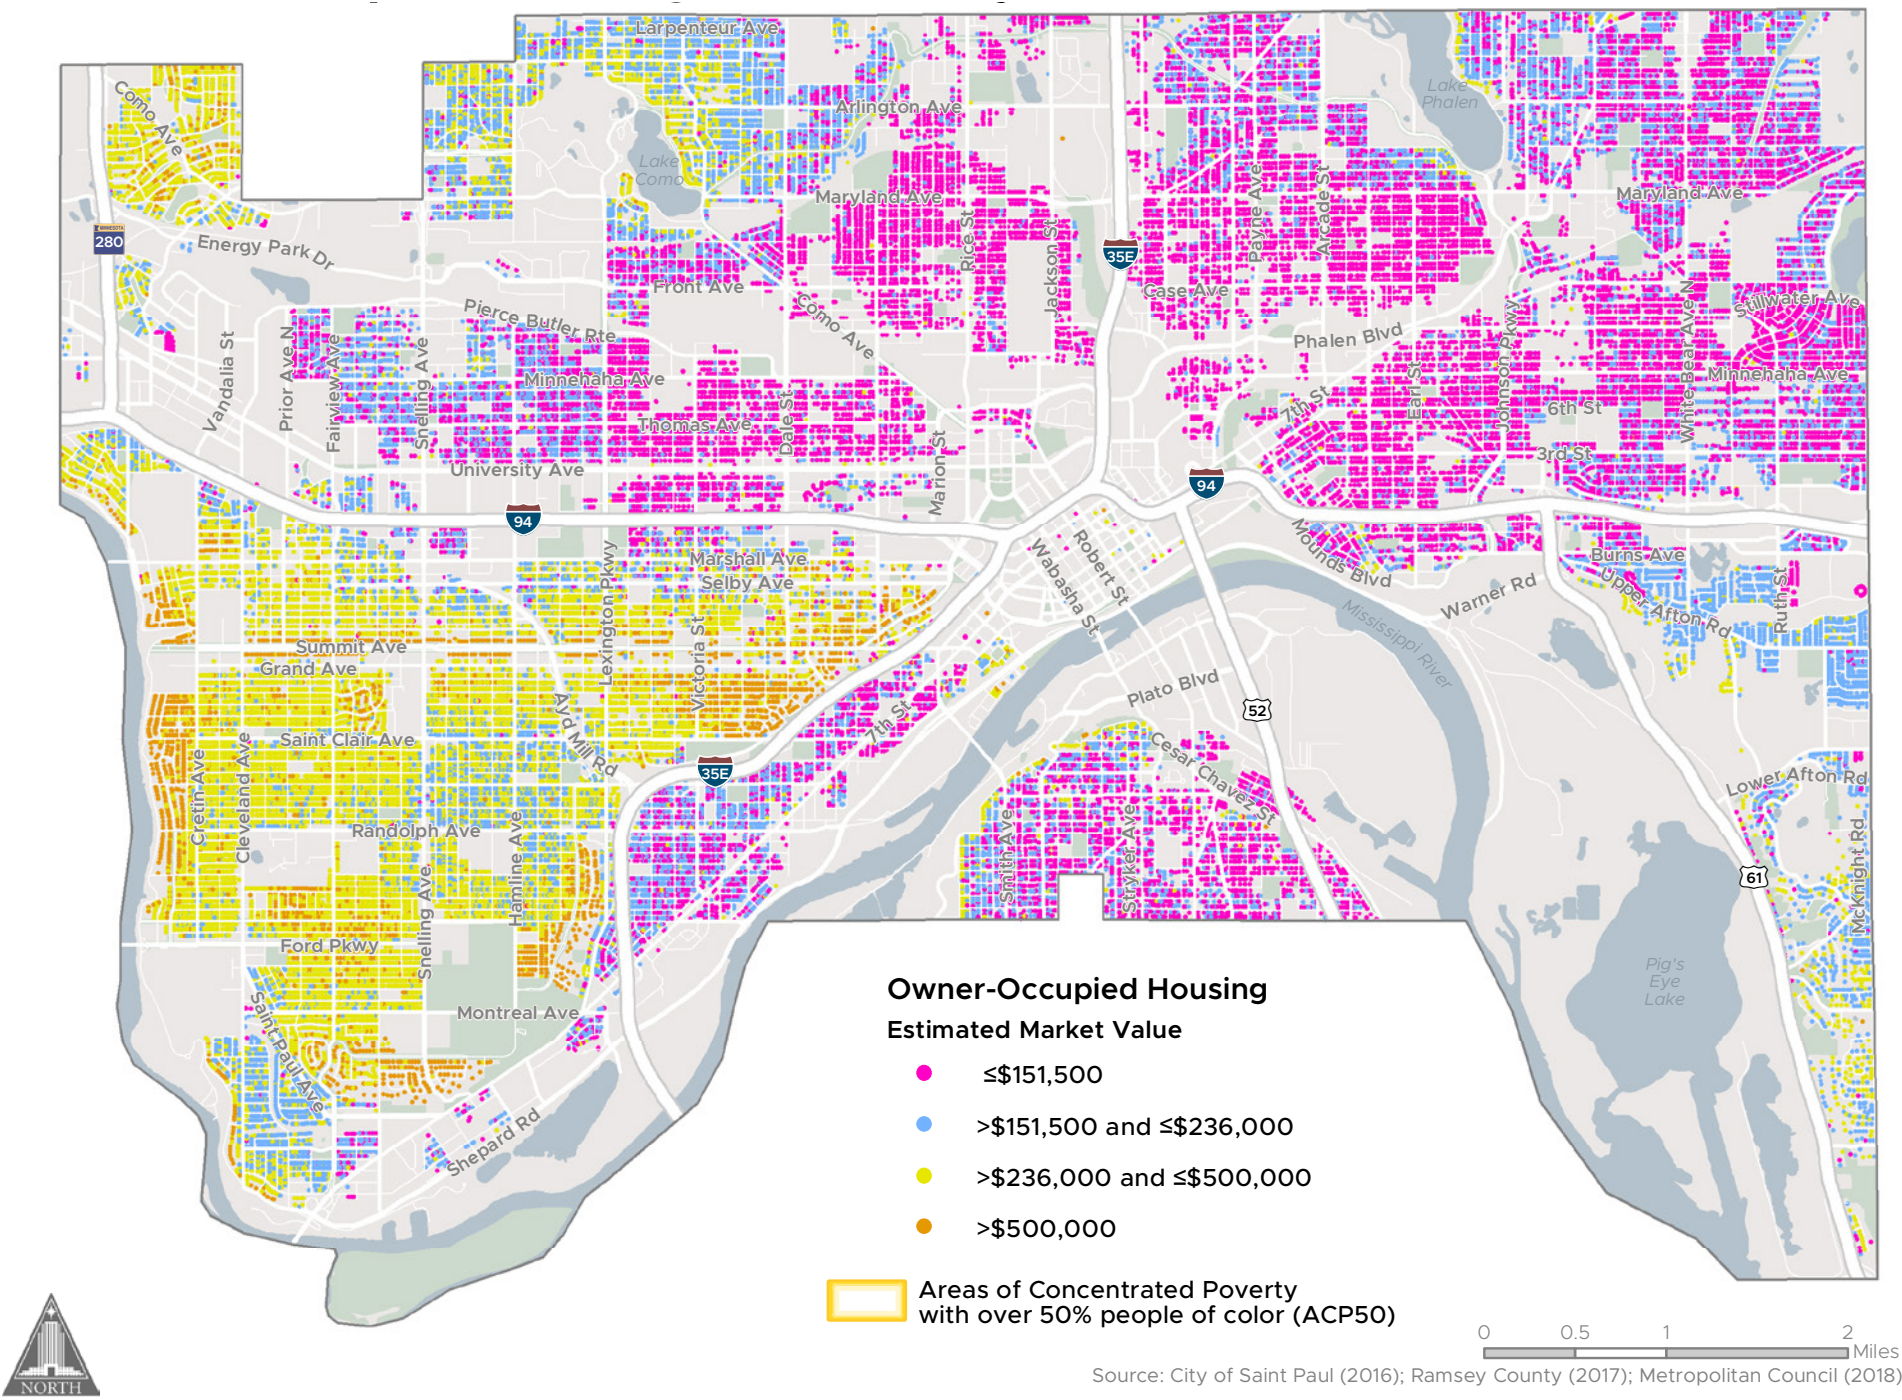 Larpenteur Ave
Como Ave
Lake
Phalen
Arlington Ave
Lake
Como
Maryland Ave
Maryland Ave
MINNESOTA
280
Energy Park Dr
Rice St
Jackson St
35E
Payne Ave
Arcade St
Front Ave
Case Ave
Pierce Butler Rte
Como Ave
Phalen Blvd
Stillwater Ave
Vandalia St
Prior Ave N
Fairview Ave
Snelling Ave
Minnehaha Ave
Thomas Ave
Dale St
Marion St
7th St
Earl St
Johnson Pkwy
White Bear Ave N
Minnehaha Ave
6th St
3rd St
University Ave
94
94
Marshall Ave
Selby Ave
Lexington Pkwy
Victoria St
Wabasha St
Robert St
Mounds Blvd
Burns Ave
Upper Afton Rd
Ruth St
Warner Rd
Mississippi River
Summit Ave
Grand Ave
Ayd Mill Rd
7th St
Plato Blvd
52
Saint Clair Ave
Cretin Ave
Cleveland Ave
35E
Cesar Chavez St
Lower Afton Rd
Randolph Ave
Hamline Ave
Snelling Ave
Smith Ave
Stryker Ave
61
McKnight Rd
Ford Pkwy
Montreal Ave
Saint Paul Ave
Shepard Rd
Pig's
Eye
Lake
Owner-Occupied Housing
Estimated Market Value
≤$151,500
>$151,500 and ≤$236,000
>$236,000 and ≤$500,000
>$500,000
Areas of Concentrated Poverty
with over 50% people of color (ACP50)
0 0.5 1 2
Miles
Source: City of Saint Paul (2016); Ramsey County (2017); Metropolitan Council (2018)
NORTH